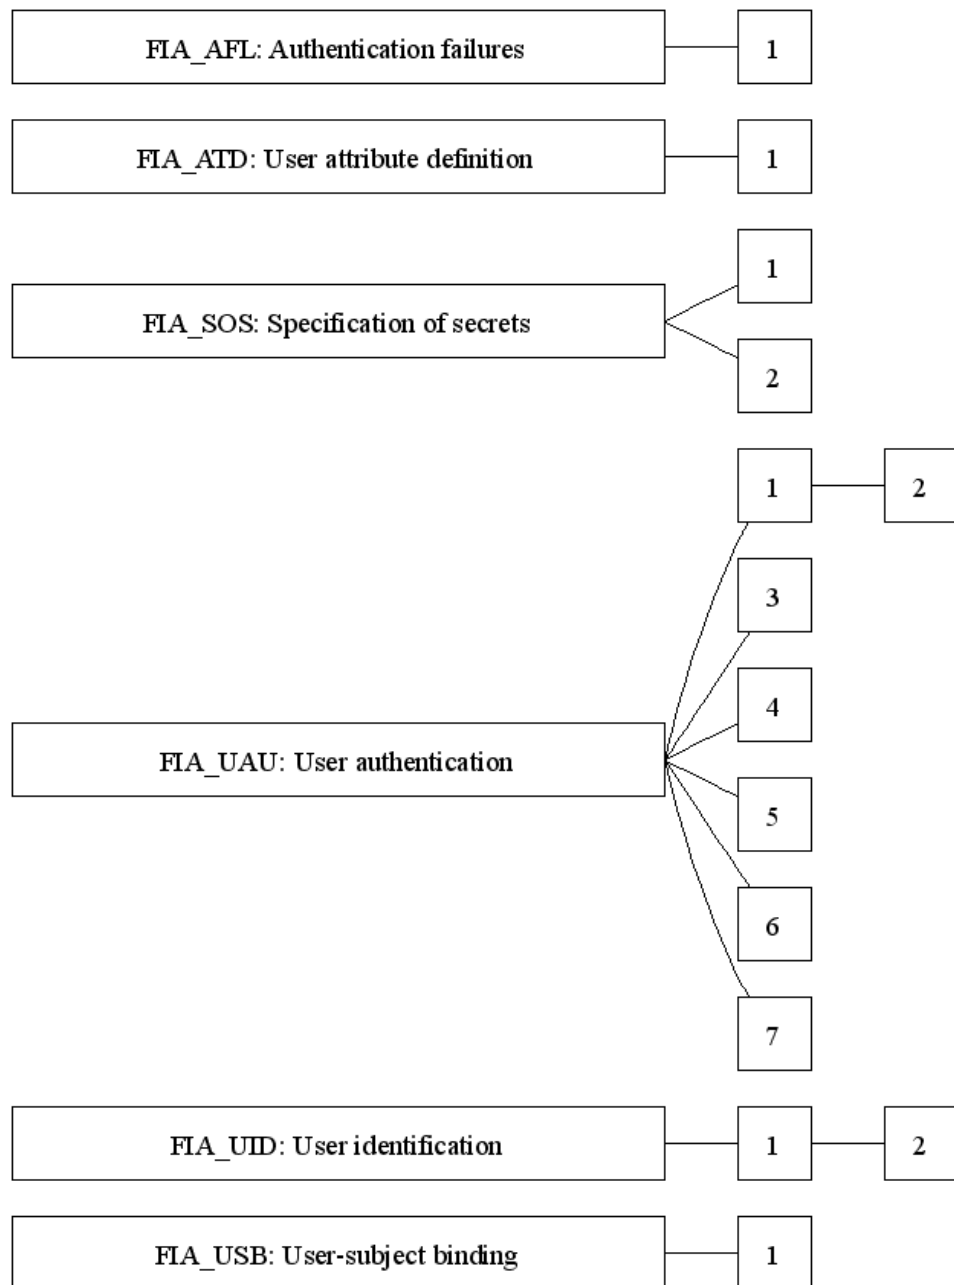 FIA_AFL: Authentication failures 1
FIA_ATD: User attribute definition 1
1
FIA_SOS: Specification of secrets
2
1 2
3
4
FIA_UAU: User authentication
5
6
7
FIA_UID: User identification 1 2
FIA_USB: User-subject binding 1